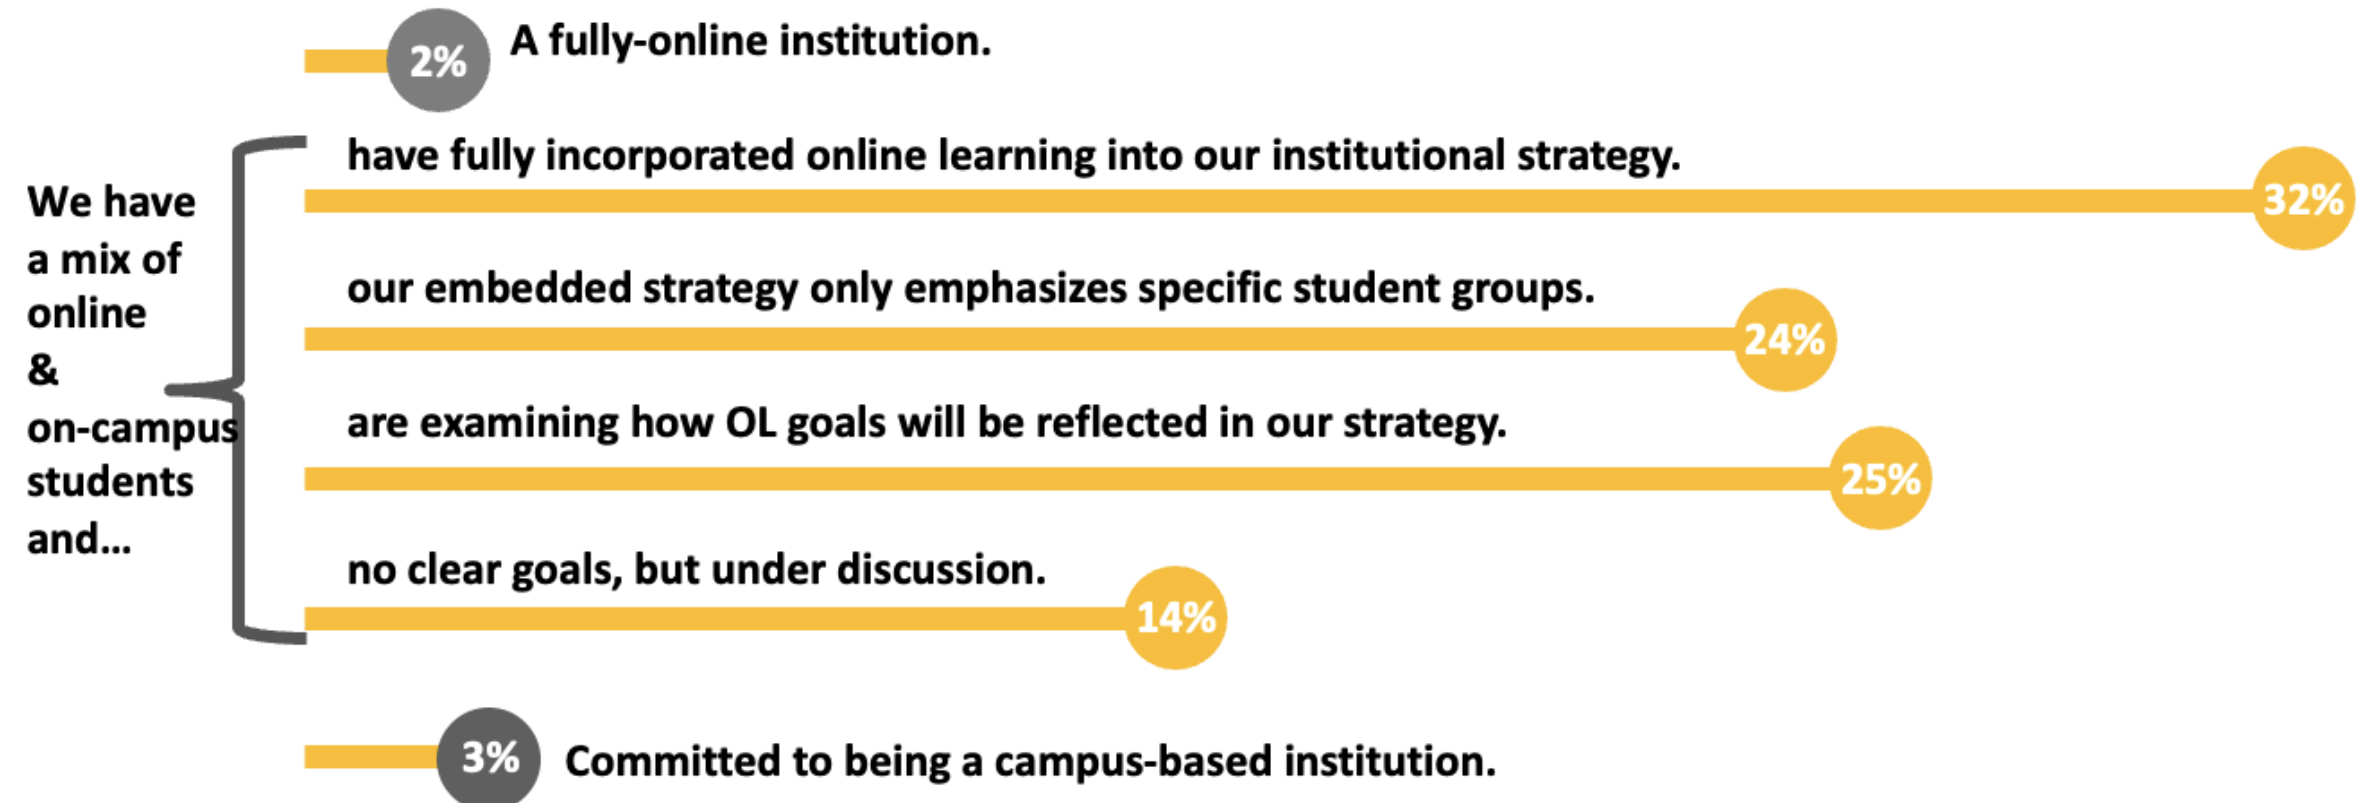 2%
A fully-online institution.
We have
a mix of
online
&
on-campus
students
and...
have fully incorporated online learning into our institutional strategy.
32%
our embedded strategy only emphasizes specific student groups.
24%
are examining how OL goals will be reflected in our strategy.
25%
no clear goals, but under discussion.
14%
3%
Committed to being a campus-based institution.